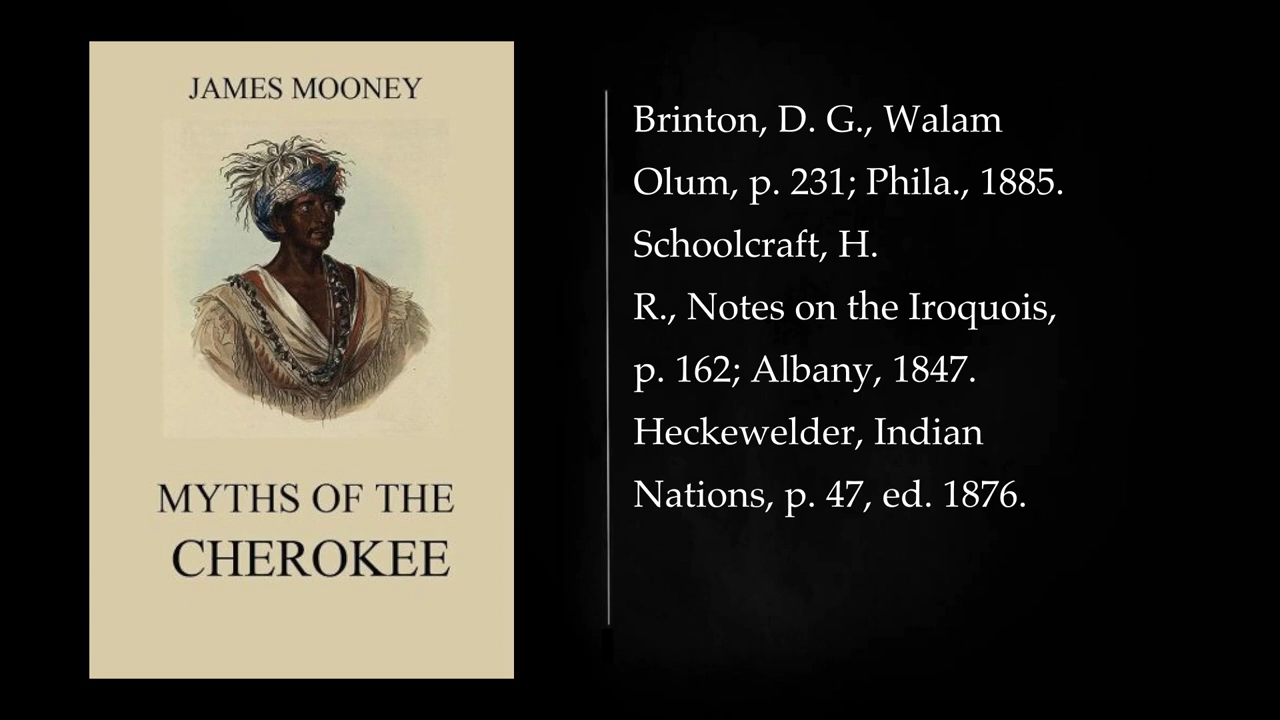 JAMES MOONEY
MYTHS OF THE
CHEROKEE
Brinton, D. G., Walam
Olum, p. 231; Phila., 1885.
Schoolcraft, H.
R., Notes on the Iroquois,
p. 162; Albany, 1847.
Heckewelder, Indian
Nations, p. 47, ed. 1876.